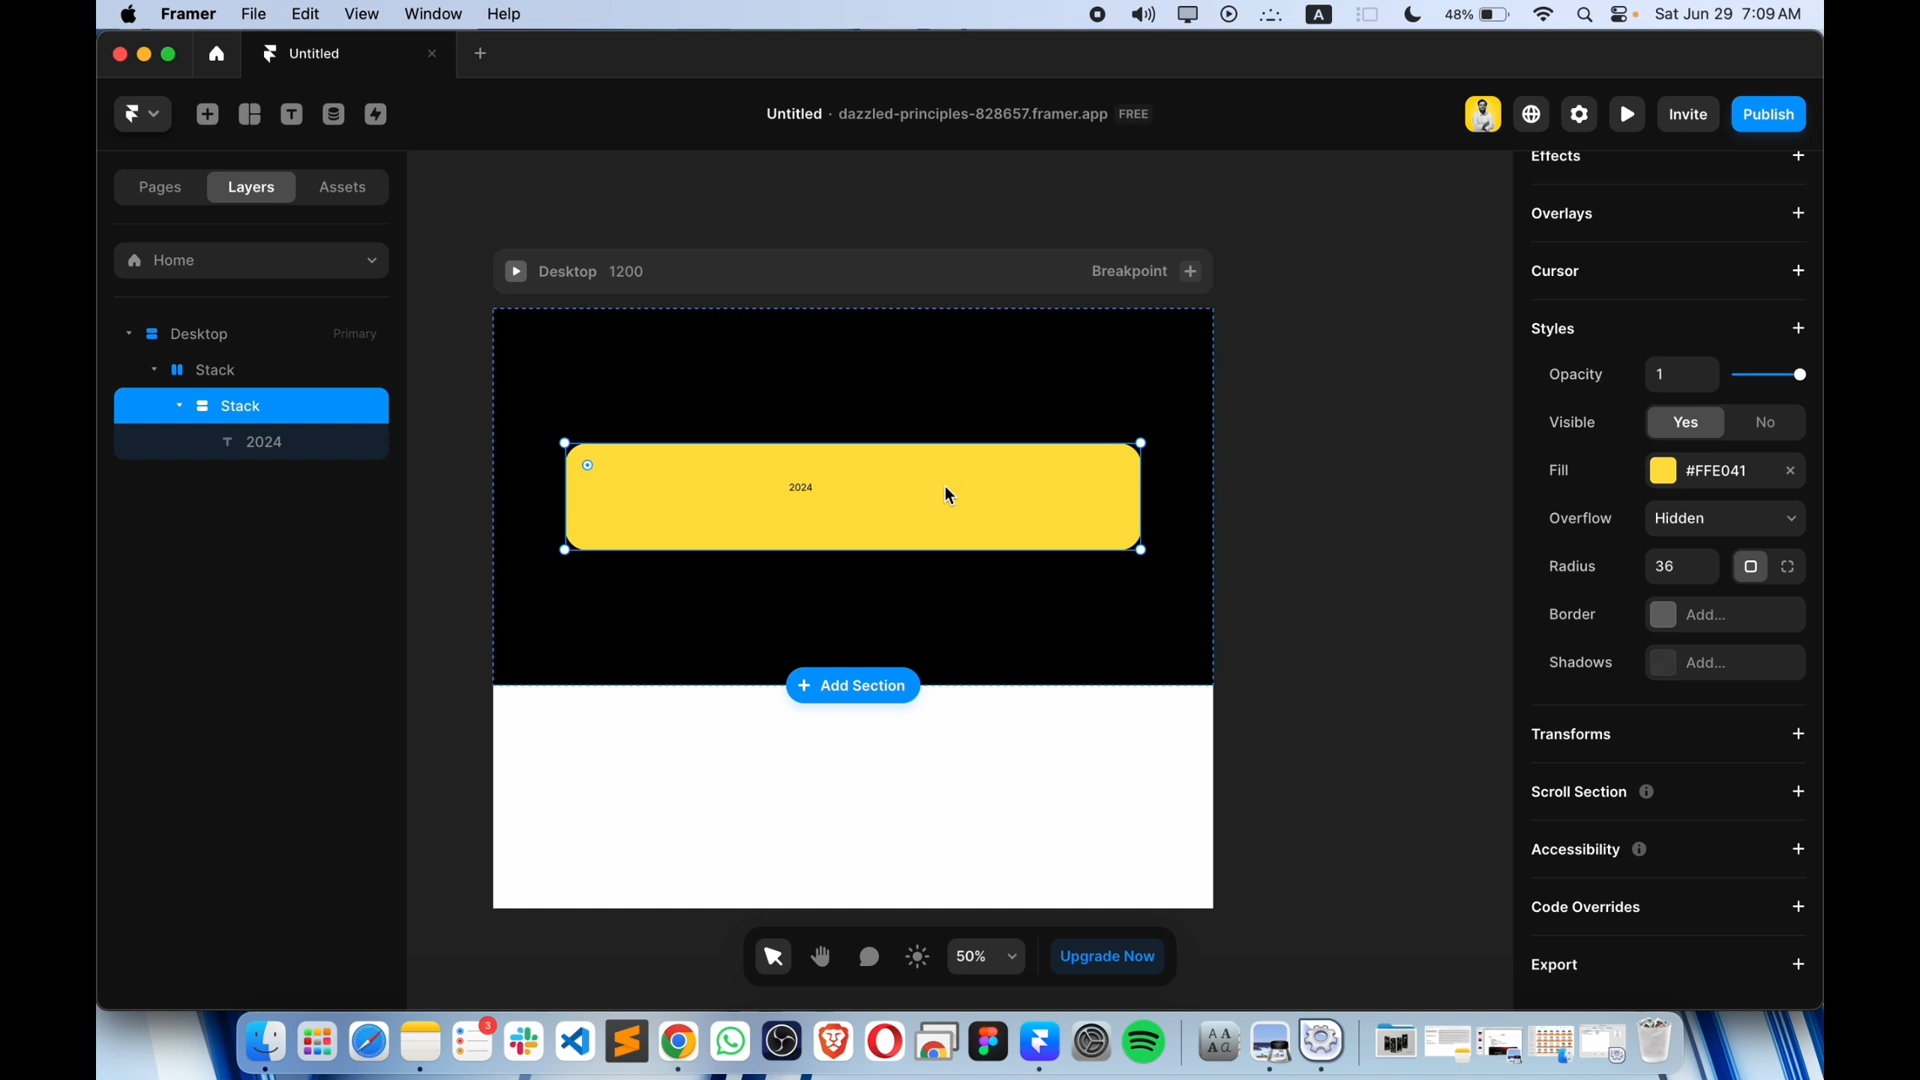 Framer File Edit View Window Help A 48% Sat Jun 29 7:09 AM
Untitled
Untitled · dazzled-principles-828657.framer.app FREE Invite Publish
Pages Layers Assets
Home
Desktop Primary
Stack
Stack
2024
Desktop 1200 Breakpoint
2024
Add Section
50% Upgrade Now
Effects
Overlays
Cursor
Styles
Opacity 1
Visible Yes No
Fill #FFE041
Overflow Hidden
Radius 36
Border Add...
Shadows Add...
Transforms
Scroll Section
Accessibility
Code Overrides
Export
3